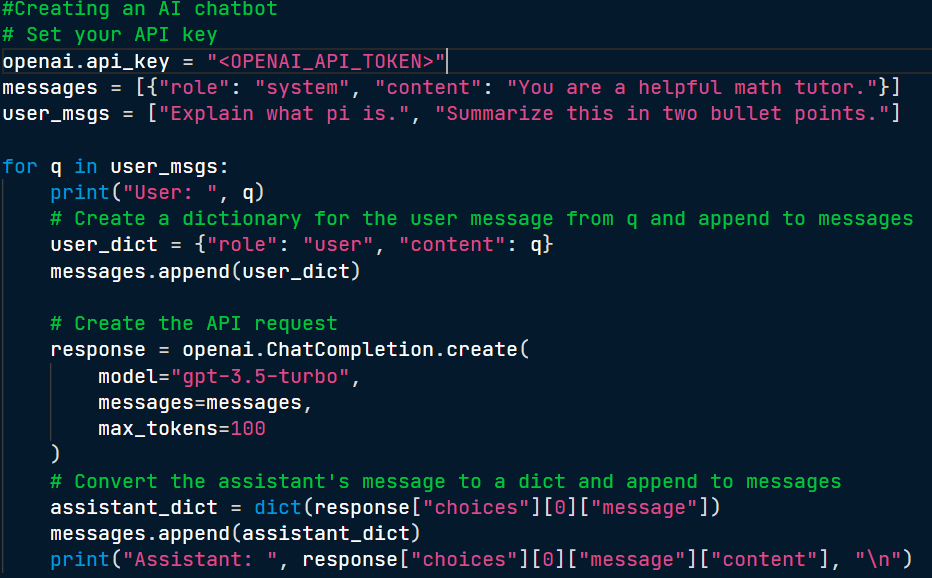 #Creating an AI chatbot
# Set your API key
openai.api_key = "<OPENAI_API_TOKEN>"
messages = [{"role": "system", "content": "You are a helpful math tutor."}]
user_msgs = ["Explain what pi is.", "Summarize this in two bullet points."]

for q in user_msgs:
    print("User: ", q)
    # Create a dictionary for the user message from q and append to messages
    user_dict = {"role": "user", "content": q}
    messages.append(user_dict)

    # Create the API request
    response = openai.ChatCompletion.create(
        model="gpt-3.5-turbo",
        messages=messages,
        max_tokens=100
    )
    # Convert the assistant's message to a dict and append to messages
    assistant_dict = dict(response["choices"][0]["message"])
    messages.append(assistant_dict)
    print("Assistant: ", response["choices"][0]["message"]["content"], "\n")